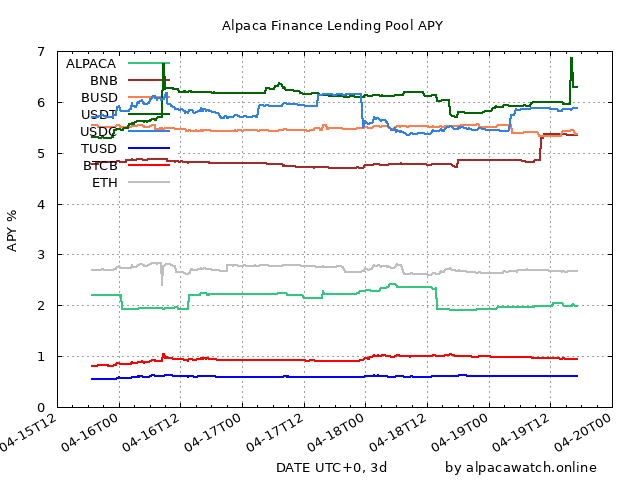 Alpaca Finance Lending Pool APY
7
6
5
4
3
2
1
0
APY %
ALPACA
BNB
BUSD
USDT
USDC
TUSD
BTCB
ETH
04-15T12
04-16T00
04-16T12
04-17T00
04-17T12
04-18T00
04-18T12
04-19T00
04-19T12
04-20T00
DATE UTC+0, 3d
by alpacawatch.online